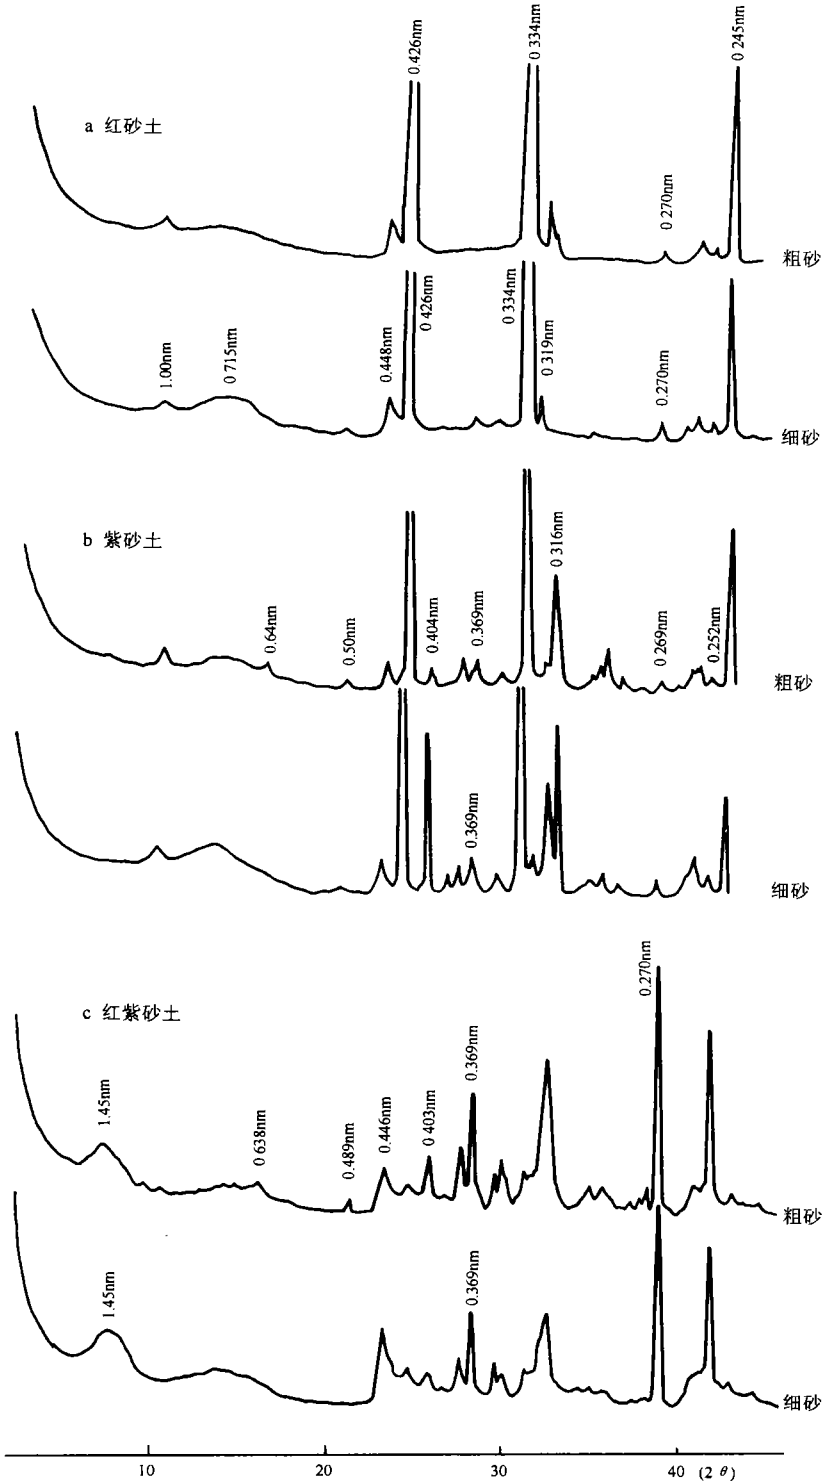 0.426nm
0 334nm
0 245nm
a 红砂土
0 270nm
粗砂
1.00nm
0 715nm
0.448nm
0 426nm
0 334nm
0 319nm
0.270nm
细砂
b 紫砂土
0.64nm
0.50nm
0.404nm
0.369nm
0 316nm
0 269nm
0.252nm
粗砂
0.369nm
细砂
c 红紫砂土
1.45nm
0 638nm
0.489nm
0.446nm
0 403nm
0.369nm
0.270nm
粗砂
1.45nm
0.369nm
细砂
10 20 30 40 (2 θ)